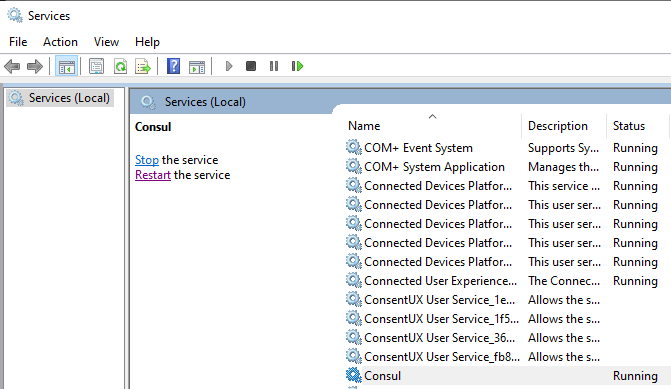 Services
File Action View Help
Services (Local)
Services (Local)
Consul
Stop the service
Restart the service
Name Description Status
COM+ Event System Supports Sy... Running
COM+ System Application Manages th... Running
Connected Devices Platfor... This service ... Running
Connected Devices Platfor... This user ser... Running
Connected Devices Platfor... This user ser... Running
Connected Devices Platfor... This user ser... Running
Connected Devices Platfor... This user ser... Running
Connected User Experience... The Connec... Running
ConsentUX User Service_1e... Allows the s...
ConsentUX User Service_1f5... Allows the s...
ConsentUX User Service_36... Allows the s...
ConsentUX User Service_fb8... Allows the s...
Consul Running